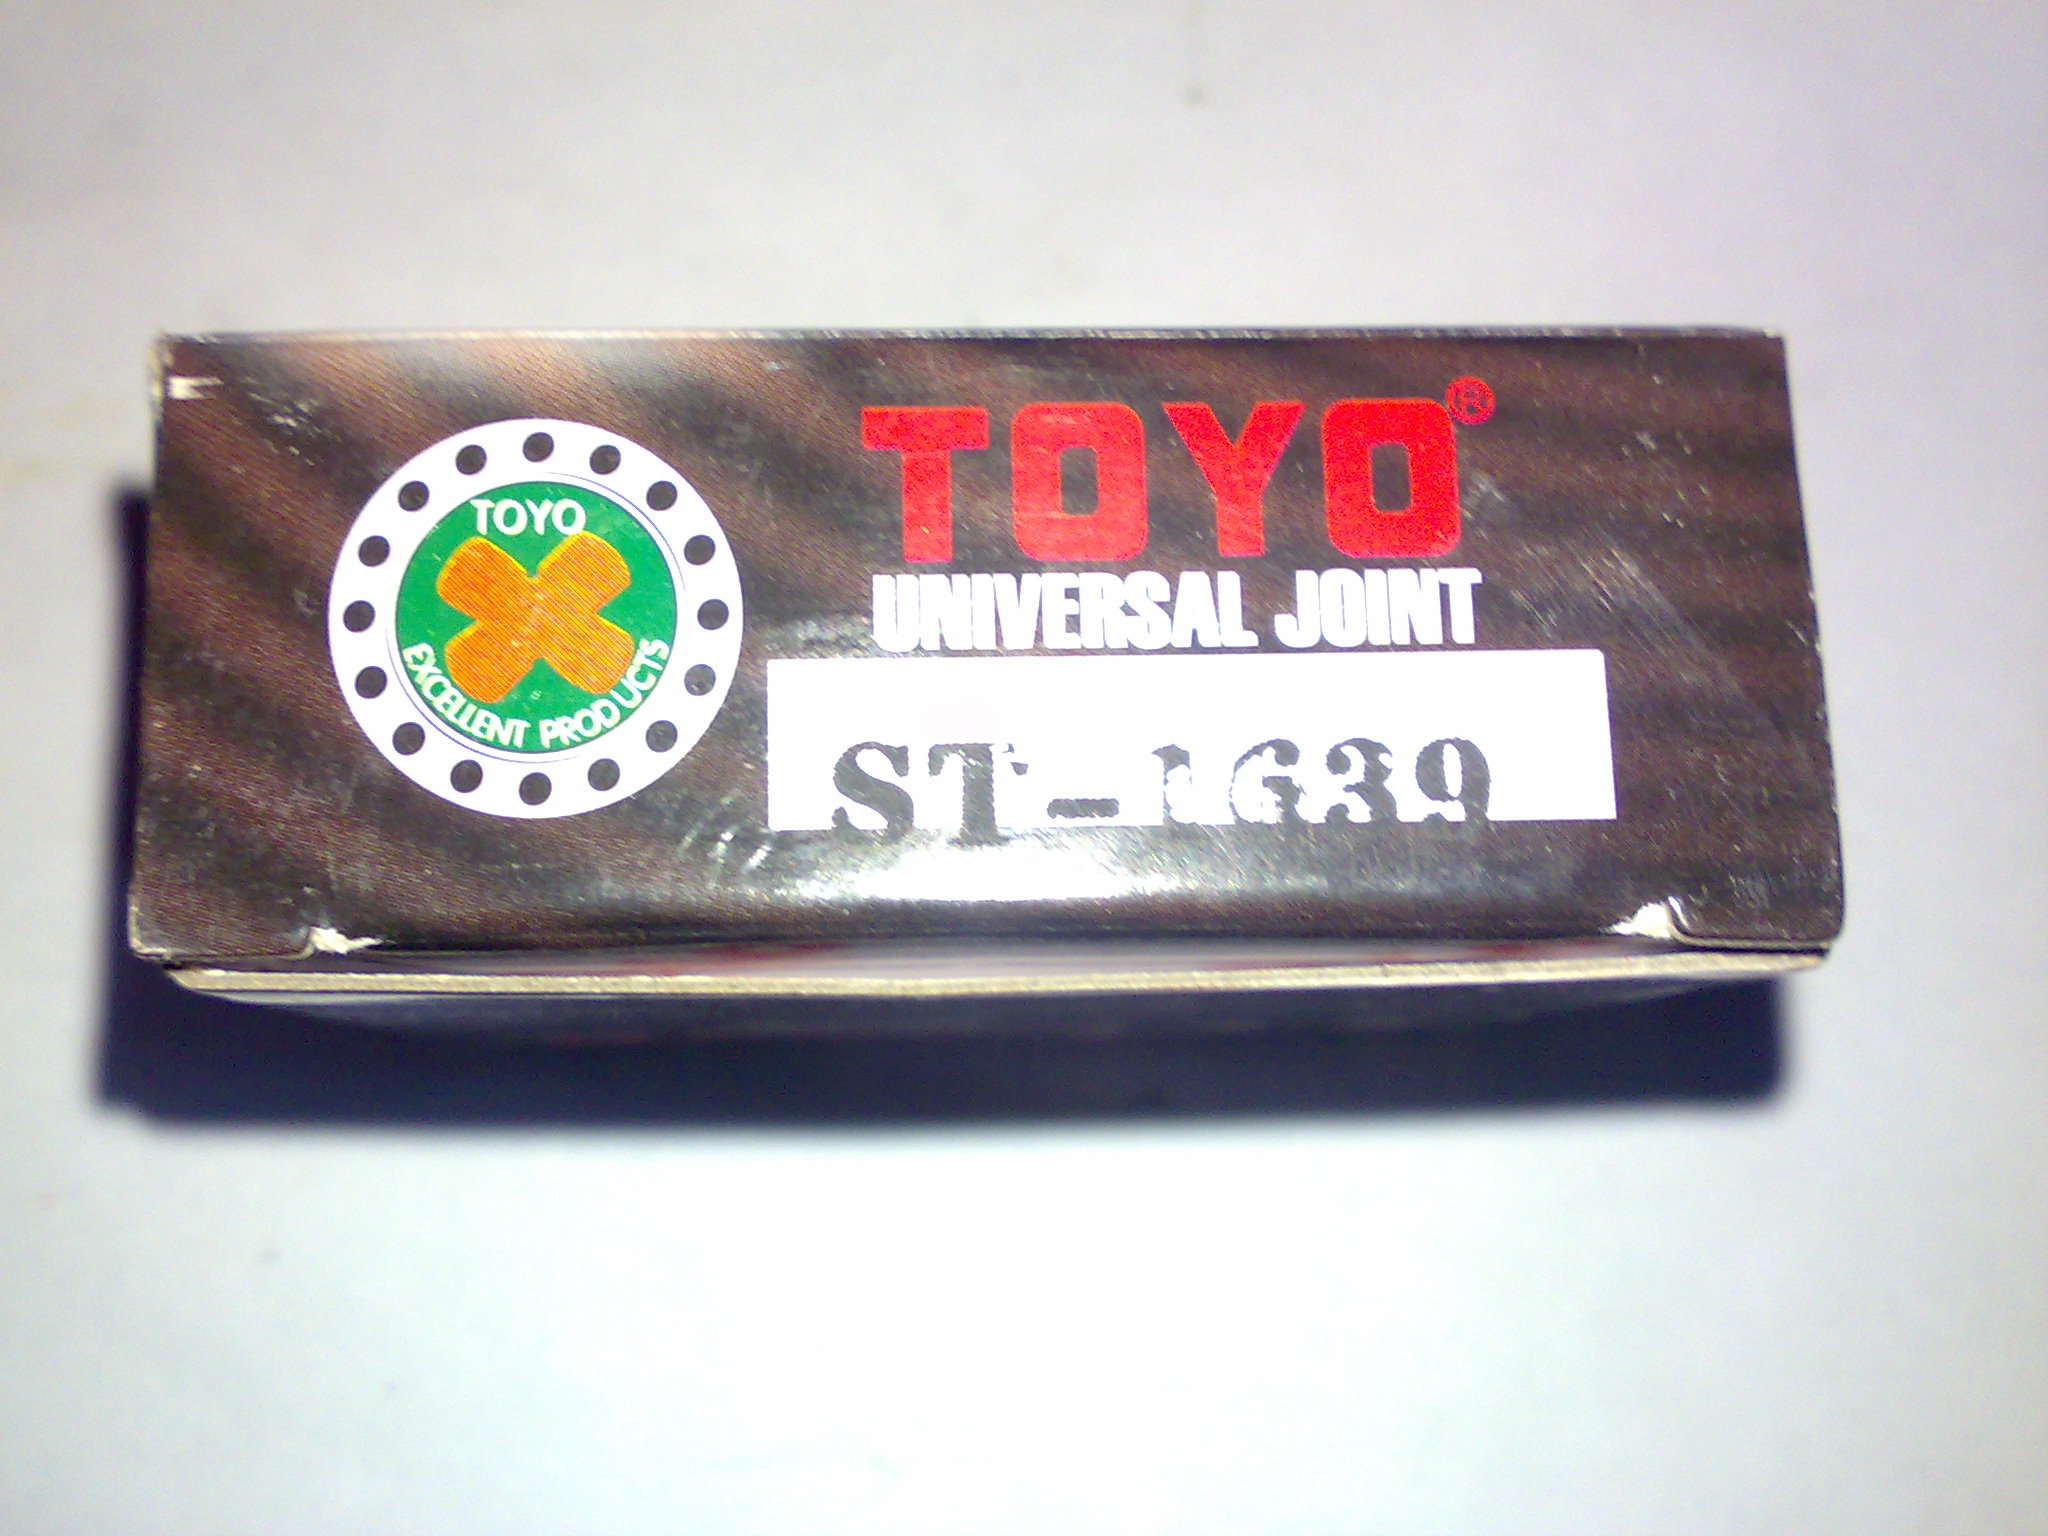 TOYO
EXCELLENT PRODUCTS
TOYO®
UNIVERSAL JOINT
ST-1639